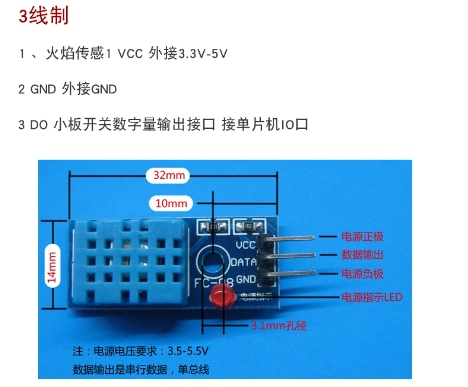 3线制
1 、火焰传感1 VCC 外接3.3V-5V
2 GND 外接GND
3 DO 小板开关数字量输出接口 接单片机IO口
32mm
10mm
14mm
VCC
DATA
GND
FC-08
电源指示
电源正极
数据输出
电源负极
电源指示LED
3.1mm孔径
注：电源电压要求：3.5-5.5V
数据输出是串行数据，单总线